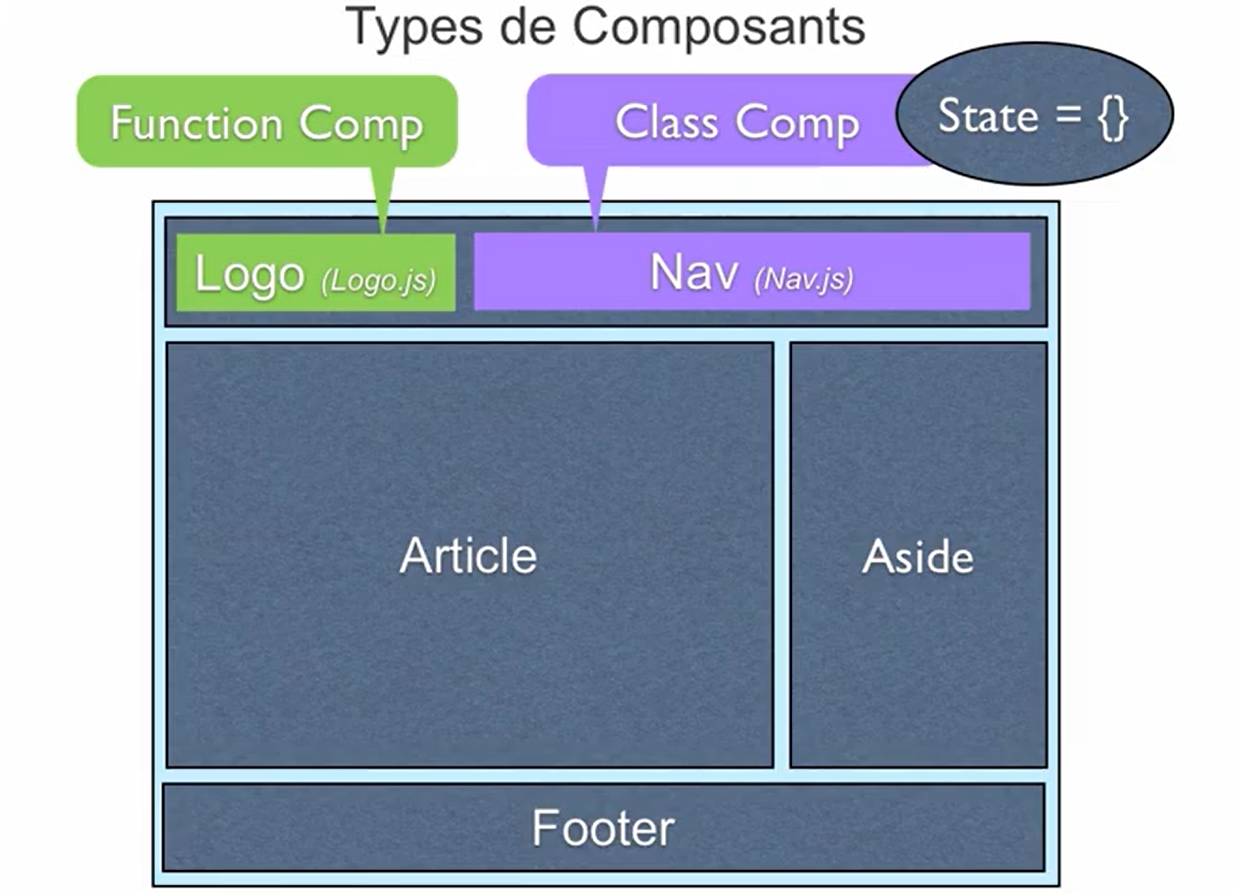 Types de Composants
Function Comp
Class Comp
State = {}
Logo (Logo.js)
Nav (Nav.js)
Article
Aside
Footer